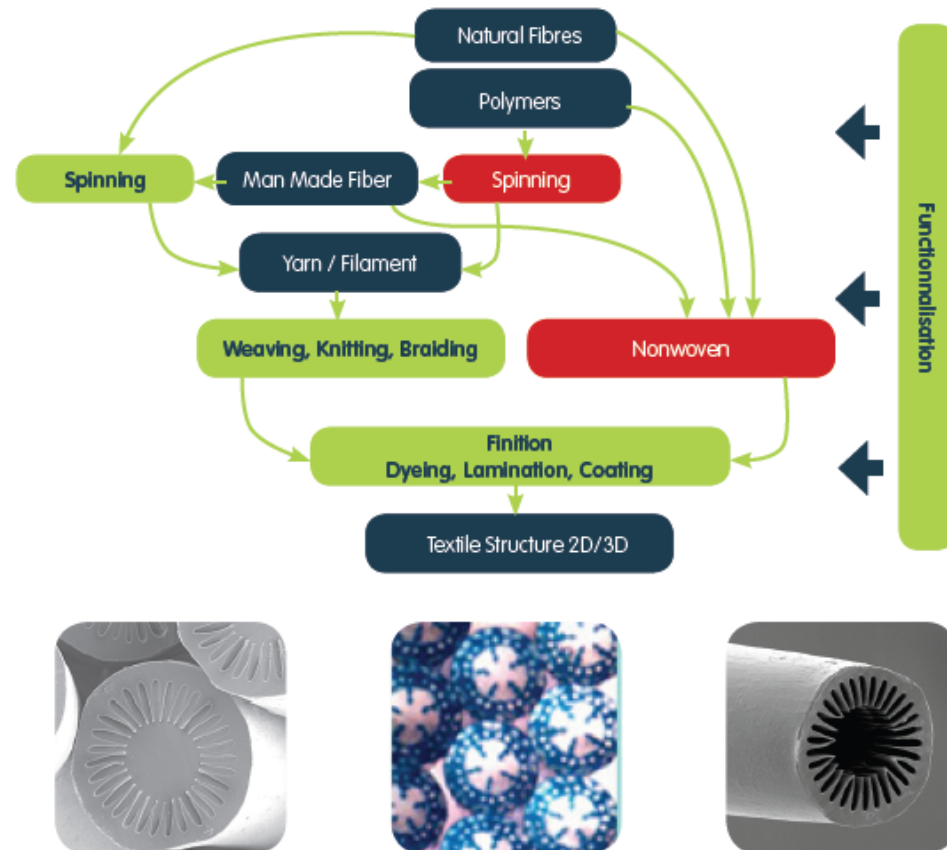 Natural Fibres
Polymers
Spinning
Man Made Fiber
Spinning
Yarn / Filament
Weaving, Knitting, Braiding
Nonwoven
Finition
Dyeing, Lamination, Coating
Textile Structure 2D/3D
Functionnalisation